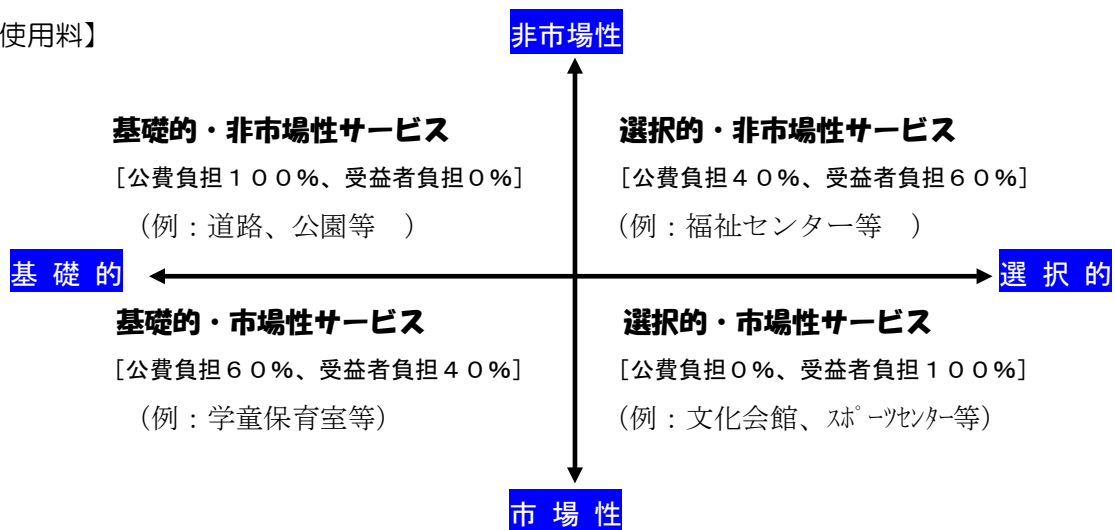 使用料】
非市場性
基礎的・非市場性サービス
選択的・非市場性サービス
[公費負担１００％、受益者負担０％]
[公費負担４０％、受益者負担６０％]
（例：道路、公園等　）
（例：福祉センター等　）
基 礎 的
選 択 的
基礎的・市場性サービス
選択的・市場性サービス
[公費負担６０％、受益者負担４０％]
[公費負担０％、受益者負担１００％]
（例：学童保育室等）
（例：文化会館、ｽﾎﾟｰﾂｾﾝﾀｰ等）
市 場 性